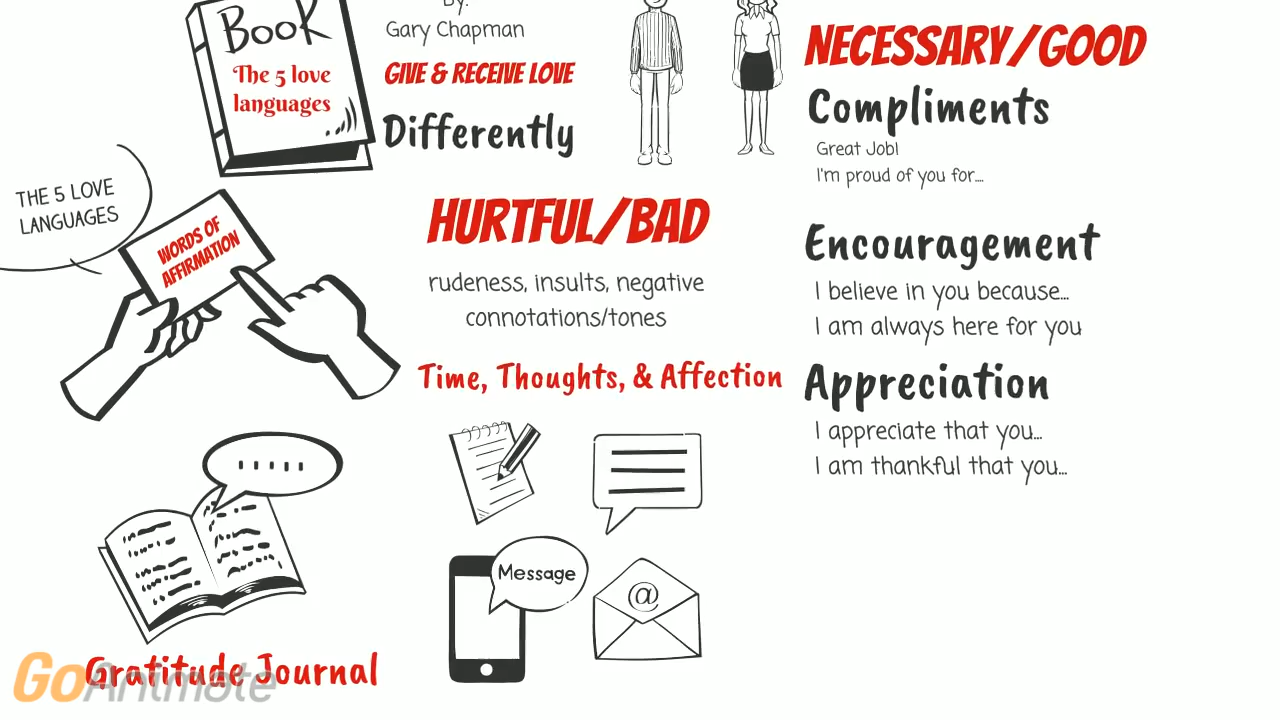 Book
The 5 love
languages
By:
Gary Chapman
GIVE & RECEIVE LOVE
Differently
THE 5 LOVE
LANGUAGES
WORDS OF
AFFIRMATION
HURTFUL/BAD
rudeness, insults, negative
connotations/tones
Time, Thoughts, & Affection
Message
@
Gratitude Journal
GoAnimate
NECESSARY/GOOD
Compliments
Great Job!
I'm proud of you for...
Encouragement
I believe in you because...
I am always here for you
Appreciation
I appreciate that you...
I am thankful that you...